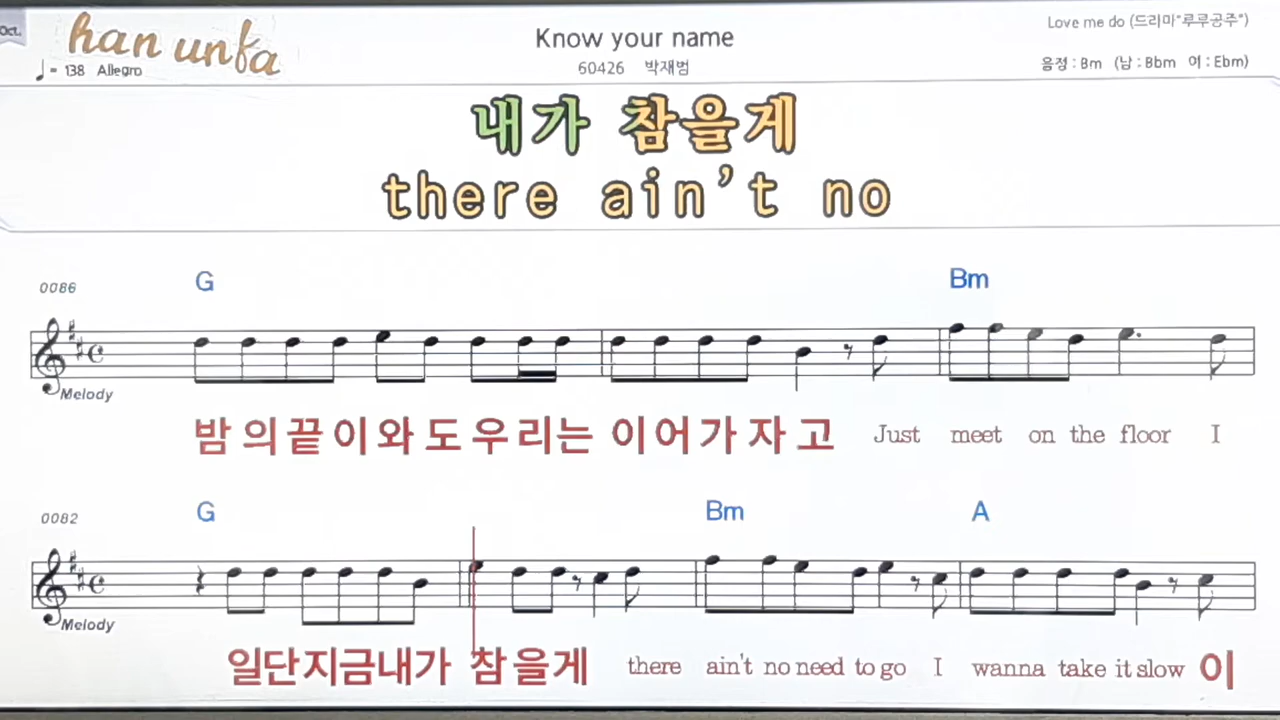 Oct.
han unfa
Know your name
Love me do (드라마"루루공주")
♩= 138 Allegro
60426 박재범
음정 : Bm (남 : Bbm 여 : Ebm)
내가 참을게
there ain't no
0086
G Bm
Melody
밤의끝이와도우리는 이어가자고 Just meet on the floor I
0082
G Bm A
Melody
일단지금내가 참을게 there ain't no need to go I wanna take it slow 이